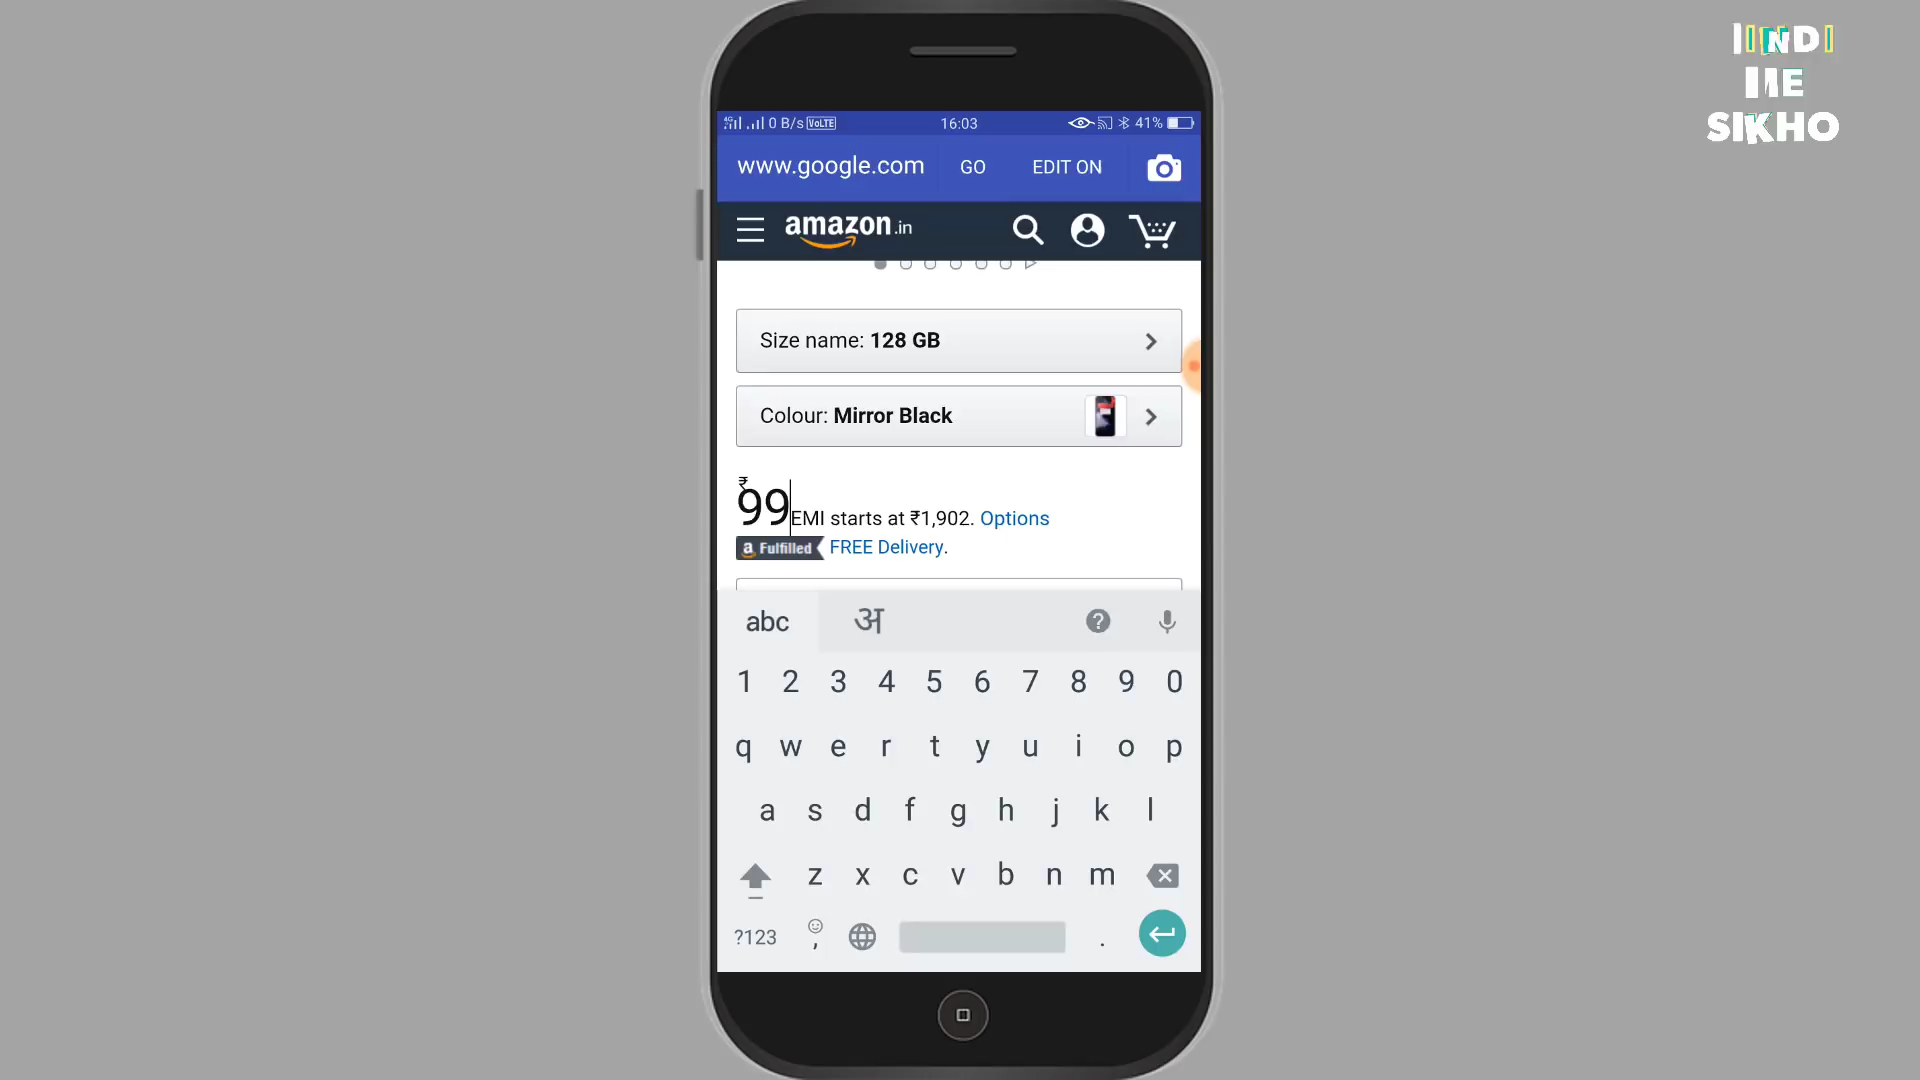 INDI
ME
SIKHO
4G 0 B/s VoLTE 16:03 41%
www.google.com GO EDIT ON
amazon.in
Size name: 128 GB
Colour: Mirror Black
₹99 EMI starts at ₹1,902. Options
a Fulfilled FREE Delivery.
abc अ ?
1 2 3 4 5 6 7 8 9 0
q w e r t y u i o p
a s d f g h j k l
z x c v b n m
?123 , .